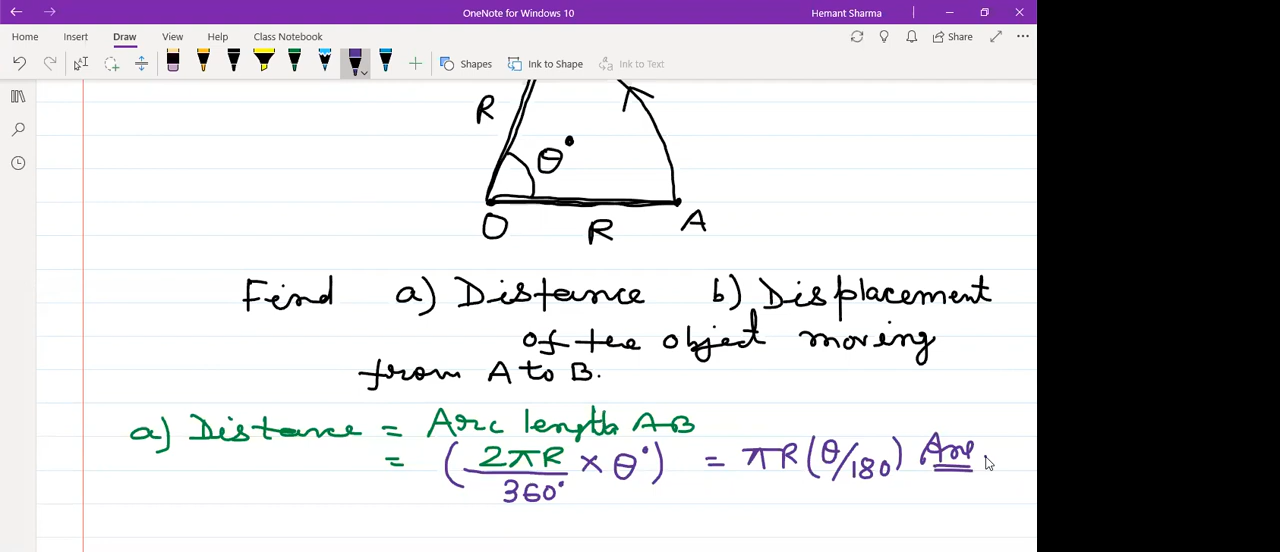 OneNote for Windows 10
Hemant Sharma
Home Insert Draw View Help Class Notebook
Share
Shapes Ink to Shape Ink to Text
R
θ°
O R A
Find a) Distance b) Displacement
of the object moving
from A to B.
a) Distance = Arc length AB
= (2πR/360° × θ°) = πR(θ/180) Ans